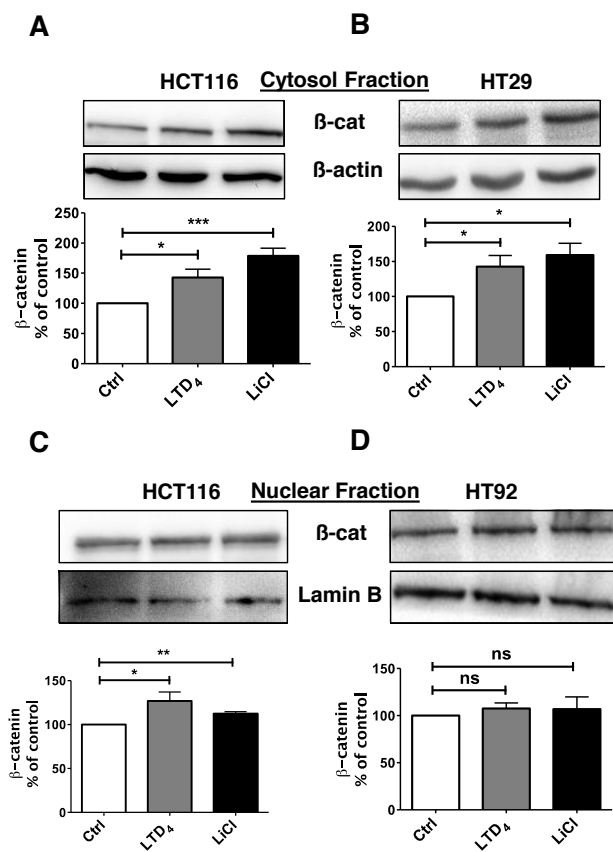 A
B
HCT116 Cytosol Fraction HT29
ß-cat
ß-actin
β-catenin
% of control
250
200
150
100
50
0
***
*
Ctrl
LTD4
LiCl
β-catenin
% of control
200
150
100
50
0
*
*
Ctrl
LTD4
LiCl
C
D
HCT116 Nuclear Fraction HT92
ß-cat
Lamin B
β-catenin
% of control
150
100
50
0
**
*
Ctrl
LTD4
LiCl
β-catenin
% of control
150
100
50
0
ns
ns
Ctrl
LTD4
LiCl